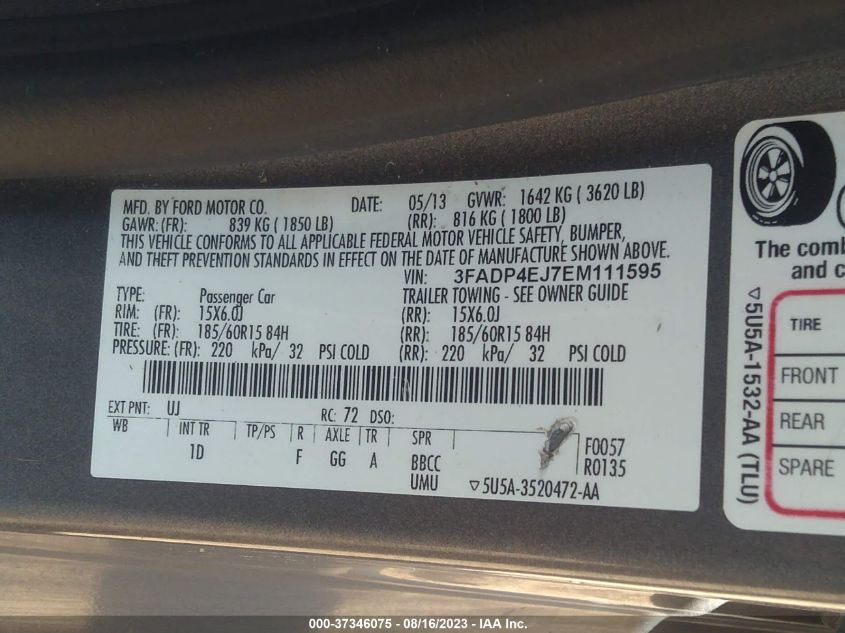 MFD. BY FORD MOTOR CO. DATE: 05/13 GVWR: 1642 KG ( 3620 LB)
GAWR: (FR): 839 KG ( 1850 LB) (RR): 816 KG ( 1800 LB)
THIS VEHICLE CONFORMS TO ALL APPLICABLE FEDERAL MOTOR VEHICLE SAFETY, BUMPER,
AND THEFT PREVENTION STANDARDS IN EFFECT ON THE DATE OF MANUFACTURE SHOWN ABOVE.
VIN: 3FADP4EJ7EM111595
TYPE: Passenger Car TRAILER TOWING - SEE OWNER GUIDE
RIM: (FR): 15X6.0J (RR): 15X6.0J
TIRE: (FR): 185/60R15 84H (RR): 185/60R15 84H
PRESSURE: (FR): 220 kPa/ 32 PSI COLD (RR): 220 kPa/ 32 PSI COLD
EXT PNT: UJ RC: 72 DSO:
WB INT TR TP/PS R AXLE TR SPR F0057
1D F GG A BBCC R0135
UMU ▽5U5A-3520472-AA
The comb
and c
TIRE
FRONT
REAR
SPARE
▽5U5A-1532-AA (TLU)
000-37346075 - 08/16/2023 - IAA Inc.